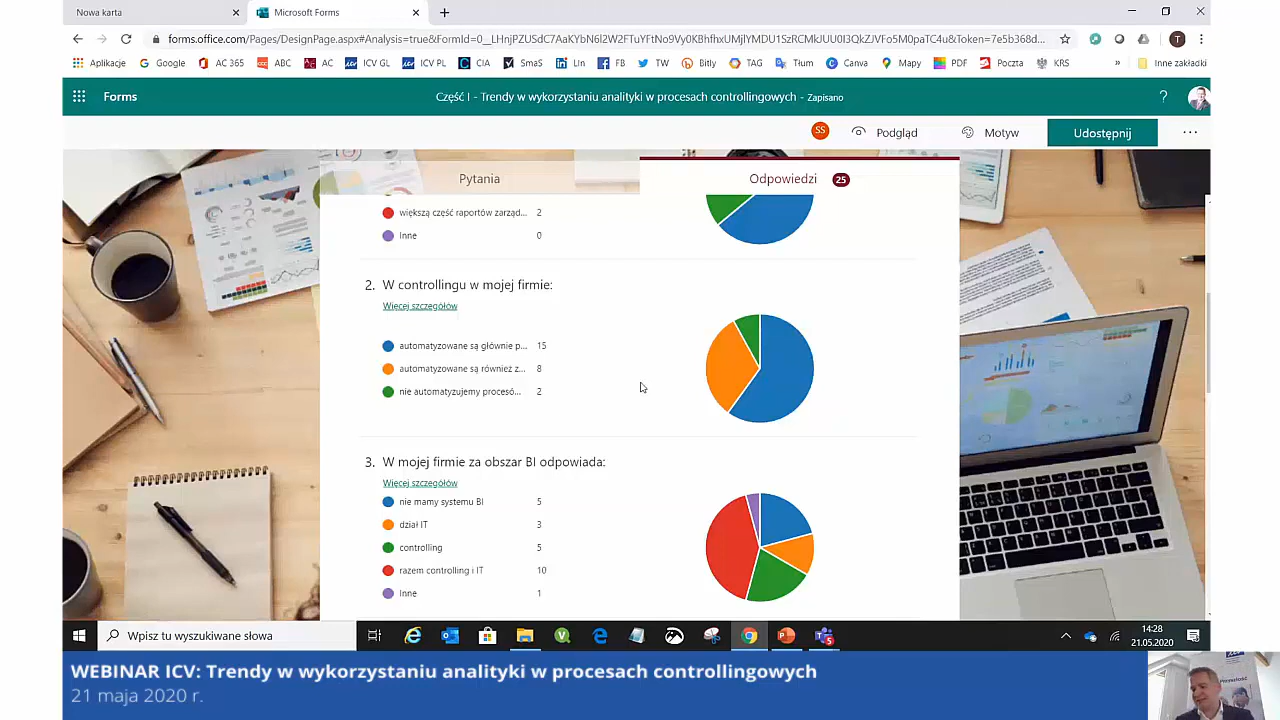 Nowa karta
Microsoft Forms
forms.office.com/Pages/DesignPage.aspx#Analysis=true&FormId=0__
Aplikacje Google AC 365 ABC AC ICV GL ICV PL CIA SmaS LIn FB TW Bitly TAG Tłum Canva Mapy PDF Poczta KRS » Inne zakładki
Forms
Część I - Trendy w wykorzystaniu analityki w procesach controllingowych - Zapisano
?
SS Podgląd Motyw Udostępnij ...
Pytania
Odpowiedzi 25
większą część raportów zarząd... 2
Inne 0
2. W controllingu w mojej firmie:
Więcej szczegółów
automatyzowane są głównie p... 15
automatyzowane są również z... 8
nie automatyzujemy procesó... 2
3. W mojej firmie za obszar BI odpowiada:
Więcej szczegółów
nie mamy systemu BI 5
dział IT 3
controlling 5
razem controlling i IT 10
Inne 1
Wpisz tu wyszukiwane słowa
14:28
21.05.2020
WEBINAR ICV: Trendy w wykorzystaniu analityki w procesach controllingowych
21 maja 2020 r.